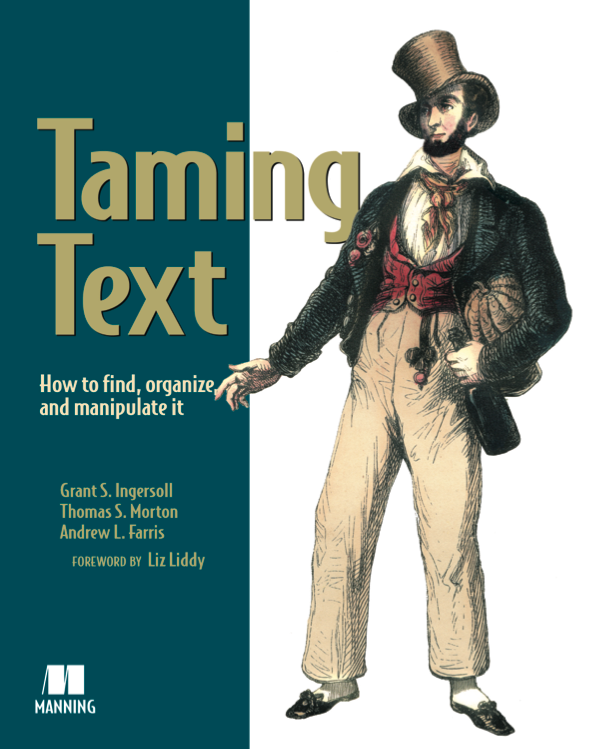 Taming
Text
How to find, organize,
and manipulate it
Grant S. Ingersoll
Thomas S. Morton
Andrew L. Farris
FOREWORD BY Liz Liddy
MANNING